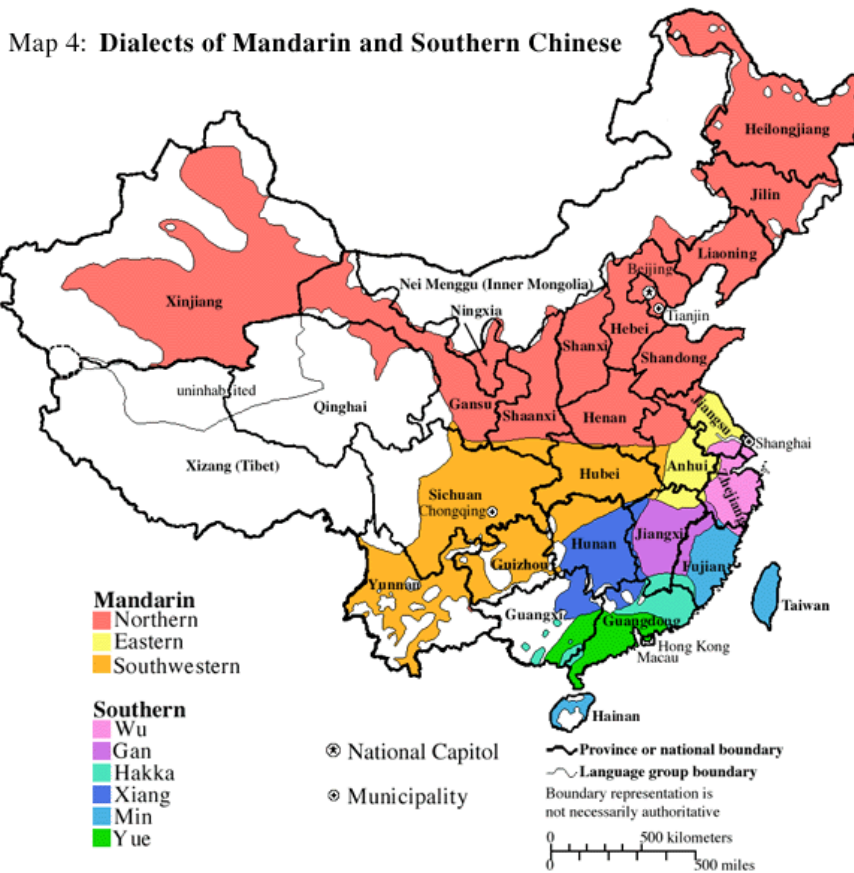 Map 4: Dialects of Mandarin and Southern Chinese
Heilongjiang
Jilin
Liaoning
Beijing
Nei Menggu (Inner Mongolia)
Tianjin
Xinjiang
Ningxia
Hebei
Shanxi
Shandong
uninhabited
Qinghai
Gansu
Shaanxi
Henan
Jiangsu
Shanghai
Xizang (Tibet)
Hubei
Anhui
Zhejiang
Sichuan
Chongqing
Hunan
Jiangxi
Guizhou
Fujian
Yunnan
Taiwan
Guangxi
Guangdong
Hong Kong
Macau
Hainan
Mandarin
Northern
Eastern
Southwestern
Southern
Wu
Gan
Hakka
Xiang
Min
Yue
National Capitol
Municipality
Province or national boundary
Language group boundary
Boundary representation is
not necessarily authoritative
0 500 kilometers
0 500 miles